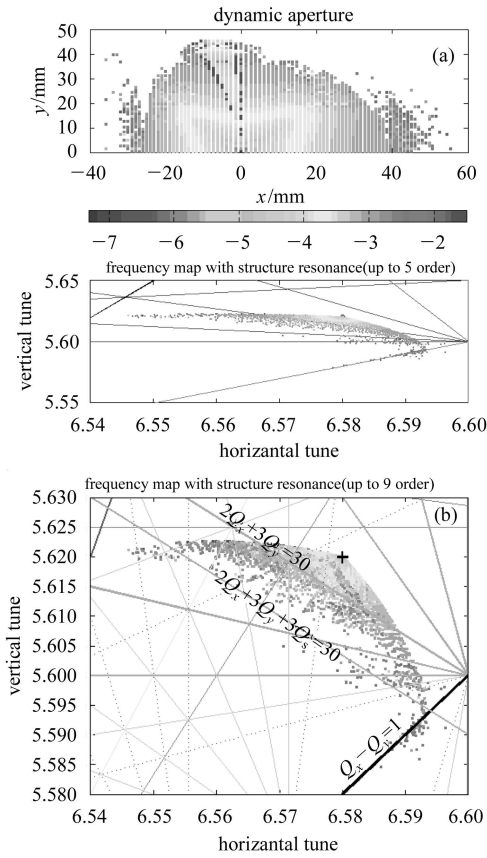 dynamic aperture
50
40
30
20
10
0
y/mm
(a)
−40 −20 0 20 40 60
x/mm
−7 −6 −5 −4 −3 −2
frequency map with structure resonance(up to 5 order)
5.65
5.60
5.55
vertical tune
6.54 6.55 6.56 6.57 6.58 6.59 6.60
horizantal tune
frequency map with structure resonance(up to 9 order)
5.630
5.625
5.620
5.615
5.610
5.605
5.600
5.595
5.590
5.585
5.580
vertical tune
(b)
2Qx+3Qy=30
2Qx+3Qy+3Qs=30
Qx−Qy=1
6.54 6.55 6.56 6.57 6.58 6.59 6.60
horizantal tune